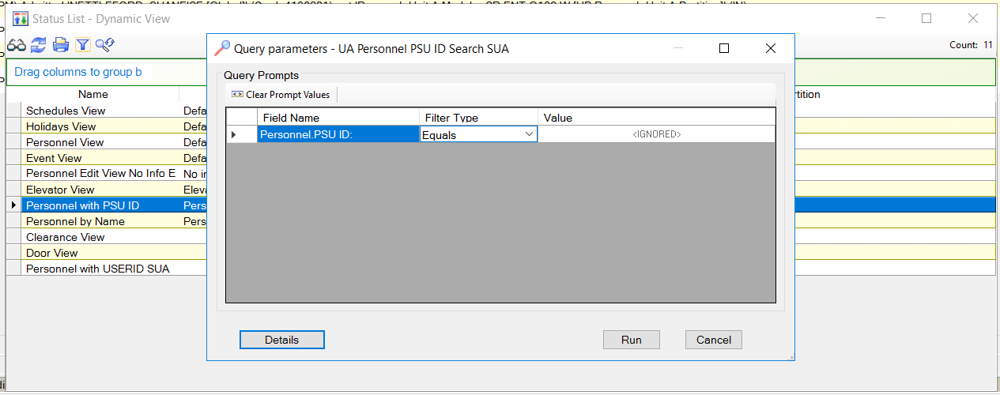 Status List - Dynamic View
Count: 11
Drag columns to group b
Name
rtition
Schedules View Defa
Holidays View Defa
Personnel View Defa
Event View Defa
Personnel Edit View No Info E No in
Elevator View Eleva
Personnel with PSU ID Pers
Personnel by Name Pers
Clearance View
Door View
Personnel with USERID SUA
Query parameters - UA Personnel PSU ID Search SUA
Query Prompts
Clear Prompt Values
Field Name Filter Type Value
Personnel.PSU ID: Equals <IGNORED>
Details Run Cancel